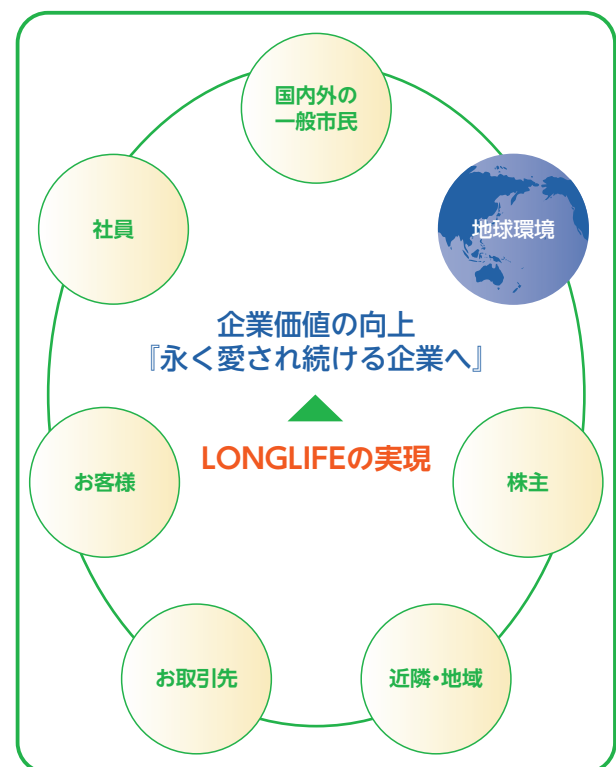 国内外の
一般市民
社員
地球環境
企業価値の向上
『永く愛され続ける企業へ』
LONGLIFEの実現
お客様
株主
お取引先
近隣・地域